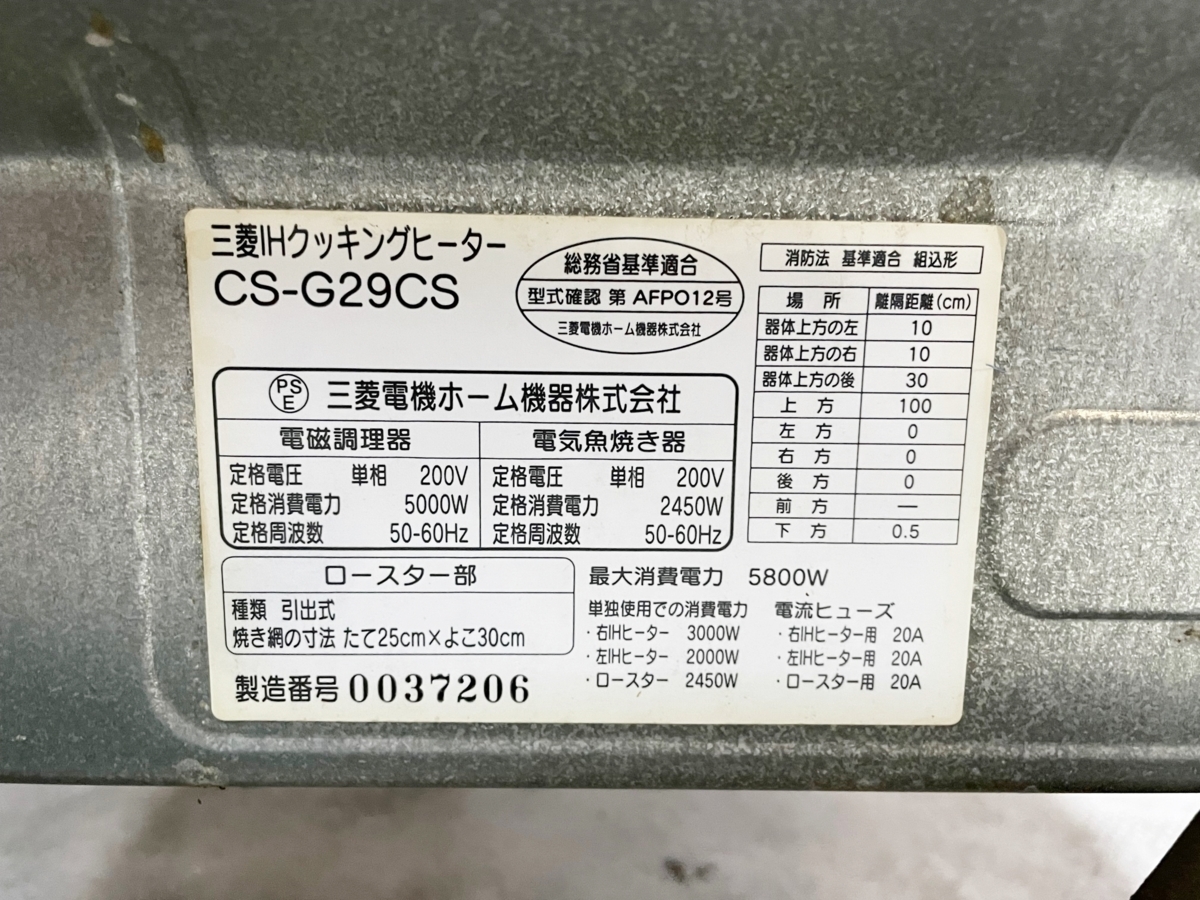 三菱IHクッキングヒーター
CS-G29CS
総務省基準適合
型式確認 第 AFP012号
三菱電機ホーム機器株式会社
消防法 基準適合 組込形
場 所 離隔距離(cm)
器体上方の左 10
器体上方の右 10
器体上方の後 30
上 方 100
左 方 0
右 方 0
後 方 0
前 方 —
下 方 0.5
PS
E
三菱電機ホーム機器株式会社
電磁調理器
定格電圧 単相 200V
定格消費電力 5000W
定格周波数 50-60Hz
電気魚焼き器
定格電圧 単相 200V
定格消費電力 2450W
定格周波数 50-60Hz
ロースター部
種類 引出式
焼き網の寸法 たて25cm×よこ30cm
製造番号 0037206
最大消費電力 5800W
単独使用での消費電力
・右IHヒーター 3000W
・左IHヒーター 2000W
・ロースター 2450W
電流ヒューズ
・右IHヒーター用 20A
・左IHヒーター用 20A
・ロースター用 20A